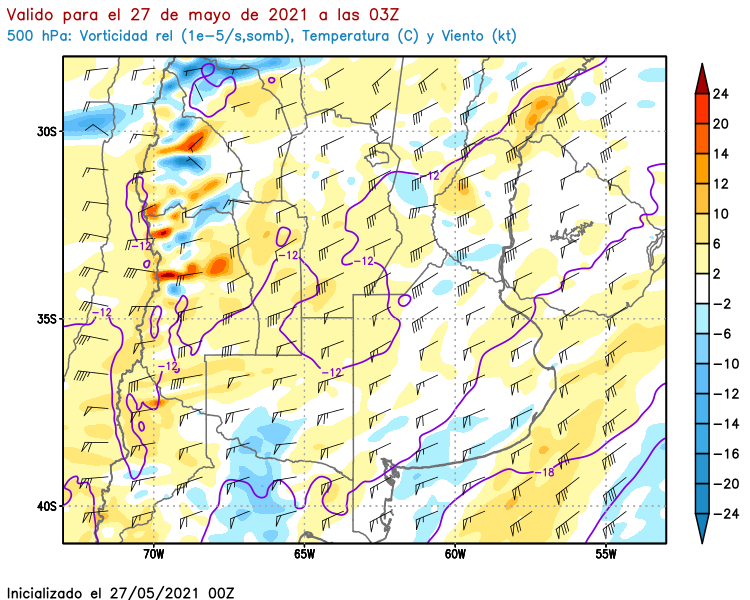 Valido para el 27 de mayo de 2021 a las 03Z
500 hPa: Vorticidad rel (1e-5/s,somb), Temperatura (C) y Viento (kt)
24
20
14
12
10
6
2
-2
-6
-10
-12
-14
-16
-20
-24
30S
35S
40S
70W
65W
60W
55W
-12
-12
-12
-12
-12
-12
-12
-18
Inicializado el 27/05/2021 00Z